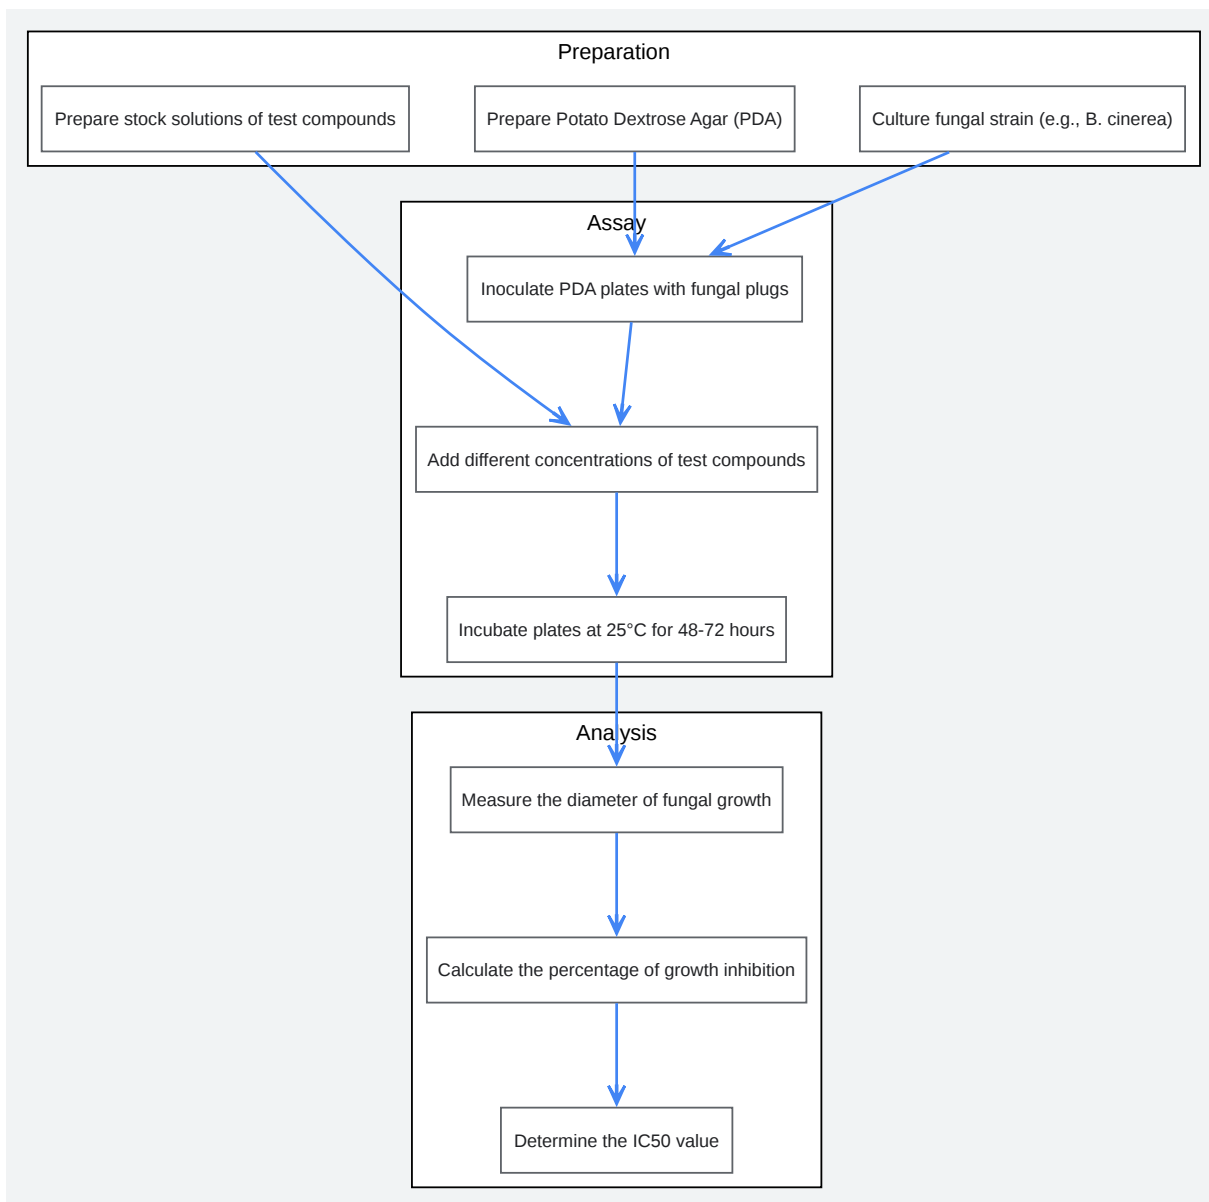 Preparation
Prepare stock solutions of test compounds
Prepare Potato Dextrose Agar (PDA)
Culture fungal strain (e.g., B. cinerea)
Assay
Inoculate PDA plates with fungal plugs
Add different concentrations of test compounds
Incubate plates at 25°C for 48-72 hours
Analysis
Measure the diameter of fungal growth
Calculate the percentage of growth inhibition
Determine the IC50 value